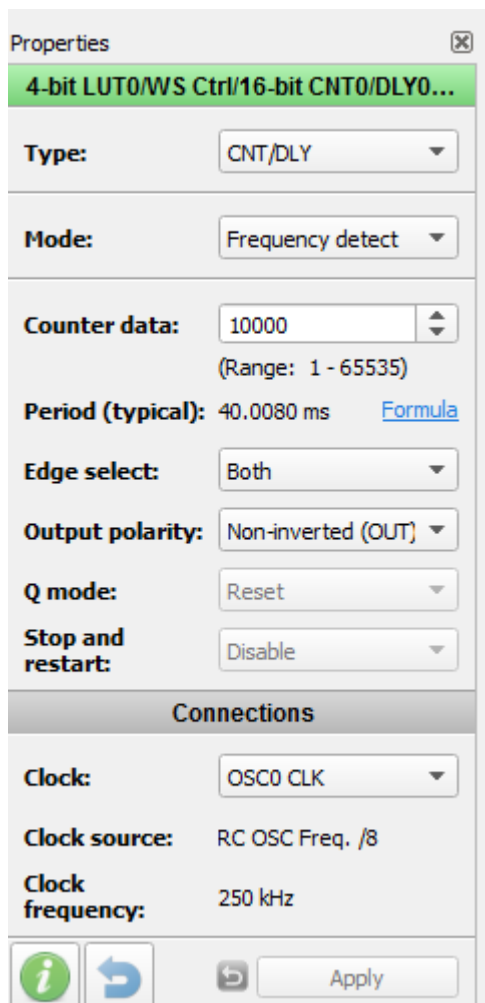 Properties
4-bit LUT0/WS Ctrl/16-bit CNT0/DLY0...
Type: CNT/DLY
Mode: Frequency detect
Counter data: 10000
(Range: 1 - 65535)
Period (typical): 40.0080 ms Formula
Edge select: Both
Output polarity: Non-inverted (OUT)
Q mode: Reset
Stop and
restart: Disable
Connections
Clock: OSC0 CLK
Clock source: RC OSC Freq. /8
Clock
frequency: 250 kHz
Apply